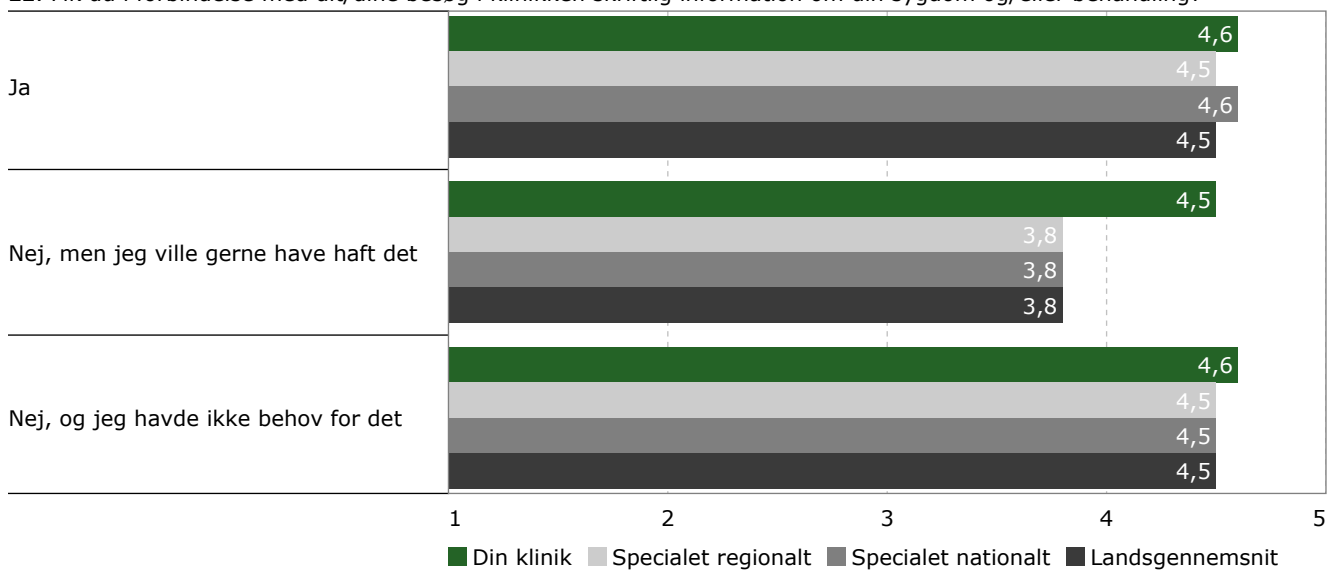 Ja
4,6
4,5
4,6
4,5
Nej, men jeg ville gerne have haft det
4,5
3,8
3,8
3,8
Nej, og jeg havde ikke behov for det
4,6
4,5
4,5
4,5
1 2 3 4 5
Din klinik Specialet regionalt Specialet nationalt Landsgennemsnit